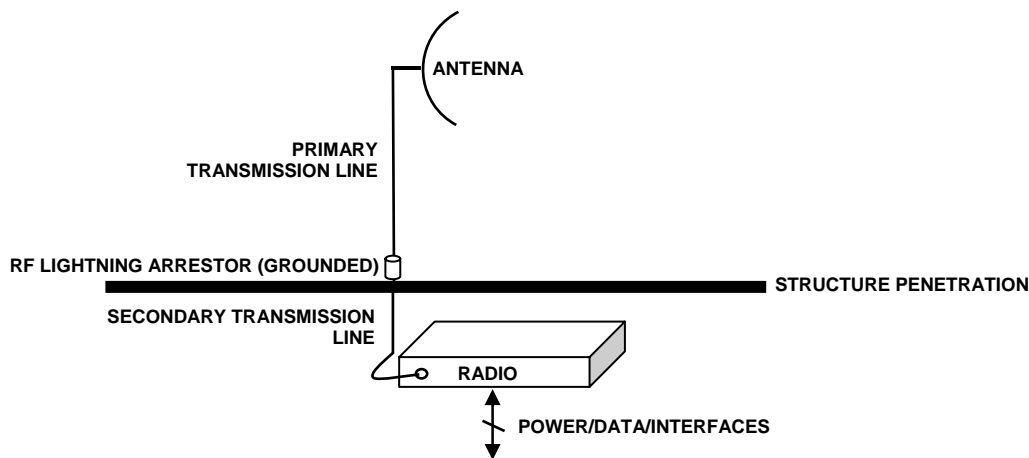 ANTENNA
PRIMARY
TRANSMISSION LINE
RF LIGHTNING ARRESTOR (GROUNDED)
STRUCTURE PENETRATION
SECONDARY TRANSMISSION
LINE
RADIO
POWER/DATA/INTERFACES